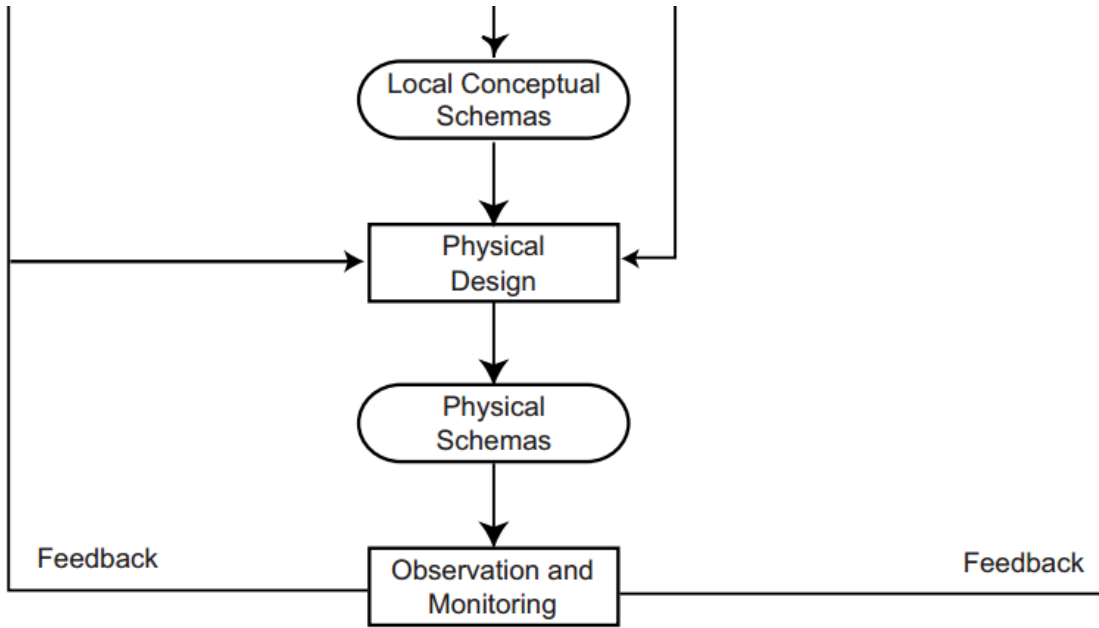 Local Conceptual
Schemas
Physical
Design
Physical
Schemas
Feedback
Observation and
Monitoring
Feedback